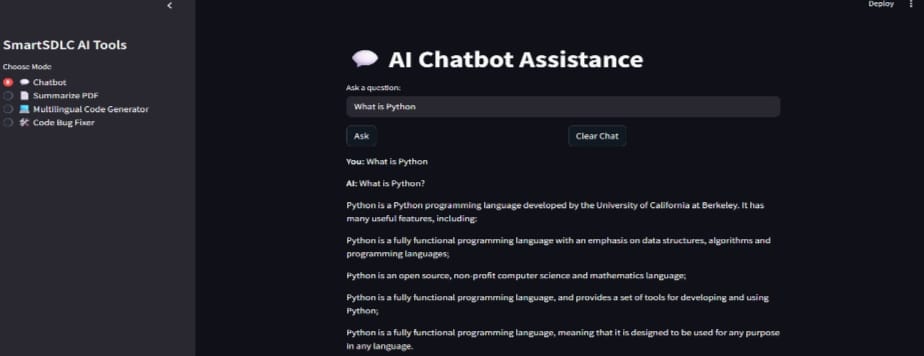 Deploy
SmartSDLC AI Tools
Choose Mode
Chatbot
Summarize PDF
Multilingual Code Generator
Code Bug Fixer
AI Chatbot Assistance
Ask a question:
What is Python
Ask
Clear Chat
You: What is Python
AI: What is Python?
Python is a Python programming language developed by the University of California at Berkeley. It has
many useful features, including:
Python is a fully functional programming language with an emphasis on data structures, algorithms and
programming languages;
Python is an open source, non-profit computer science and mathematics language;
Python is a fully functional programming language, and provides a set of tools for developing and using
Python;
Python is a fully functional programming language, meaning that it is designed to be used for any purpose
in any language.